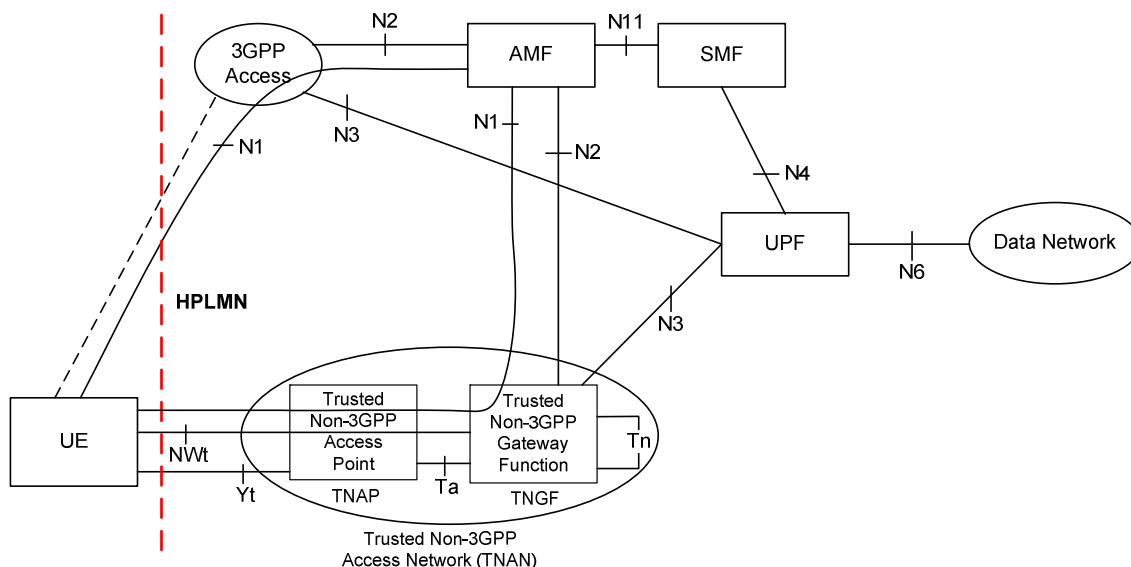 N2
N11
3GPP
Access
AMF
SMF
N3
N1
N1
N2
N4
UPF
Data Network
N6
HPLMN
N3
UE
NWt
Yt
Trusted
Non-3GPP
Access
Point
Ta
Trusted
Non-3GPP
Gateway
Function
Tn
TNAP
TNGF
Trusted Non-3GPP
Access Network (TNAN)